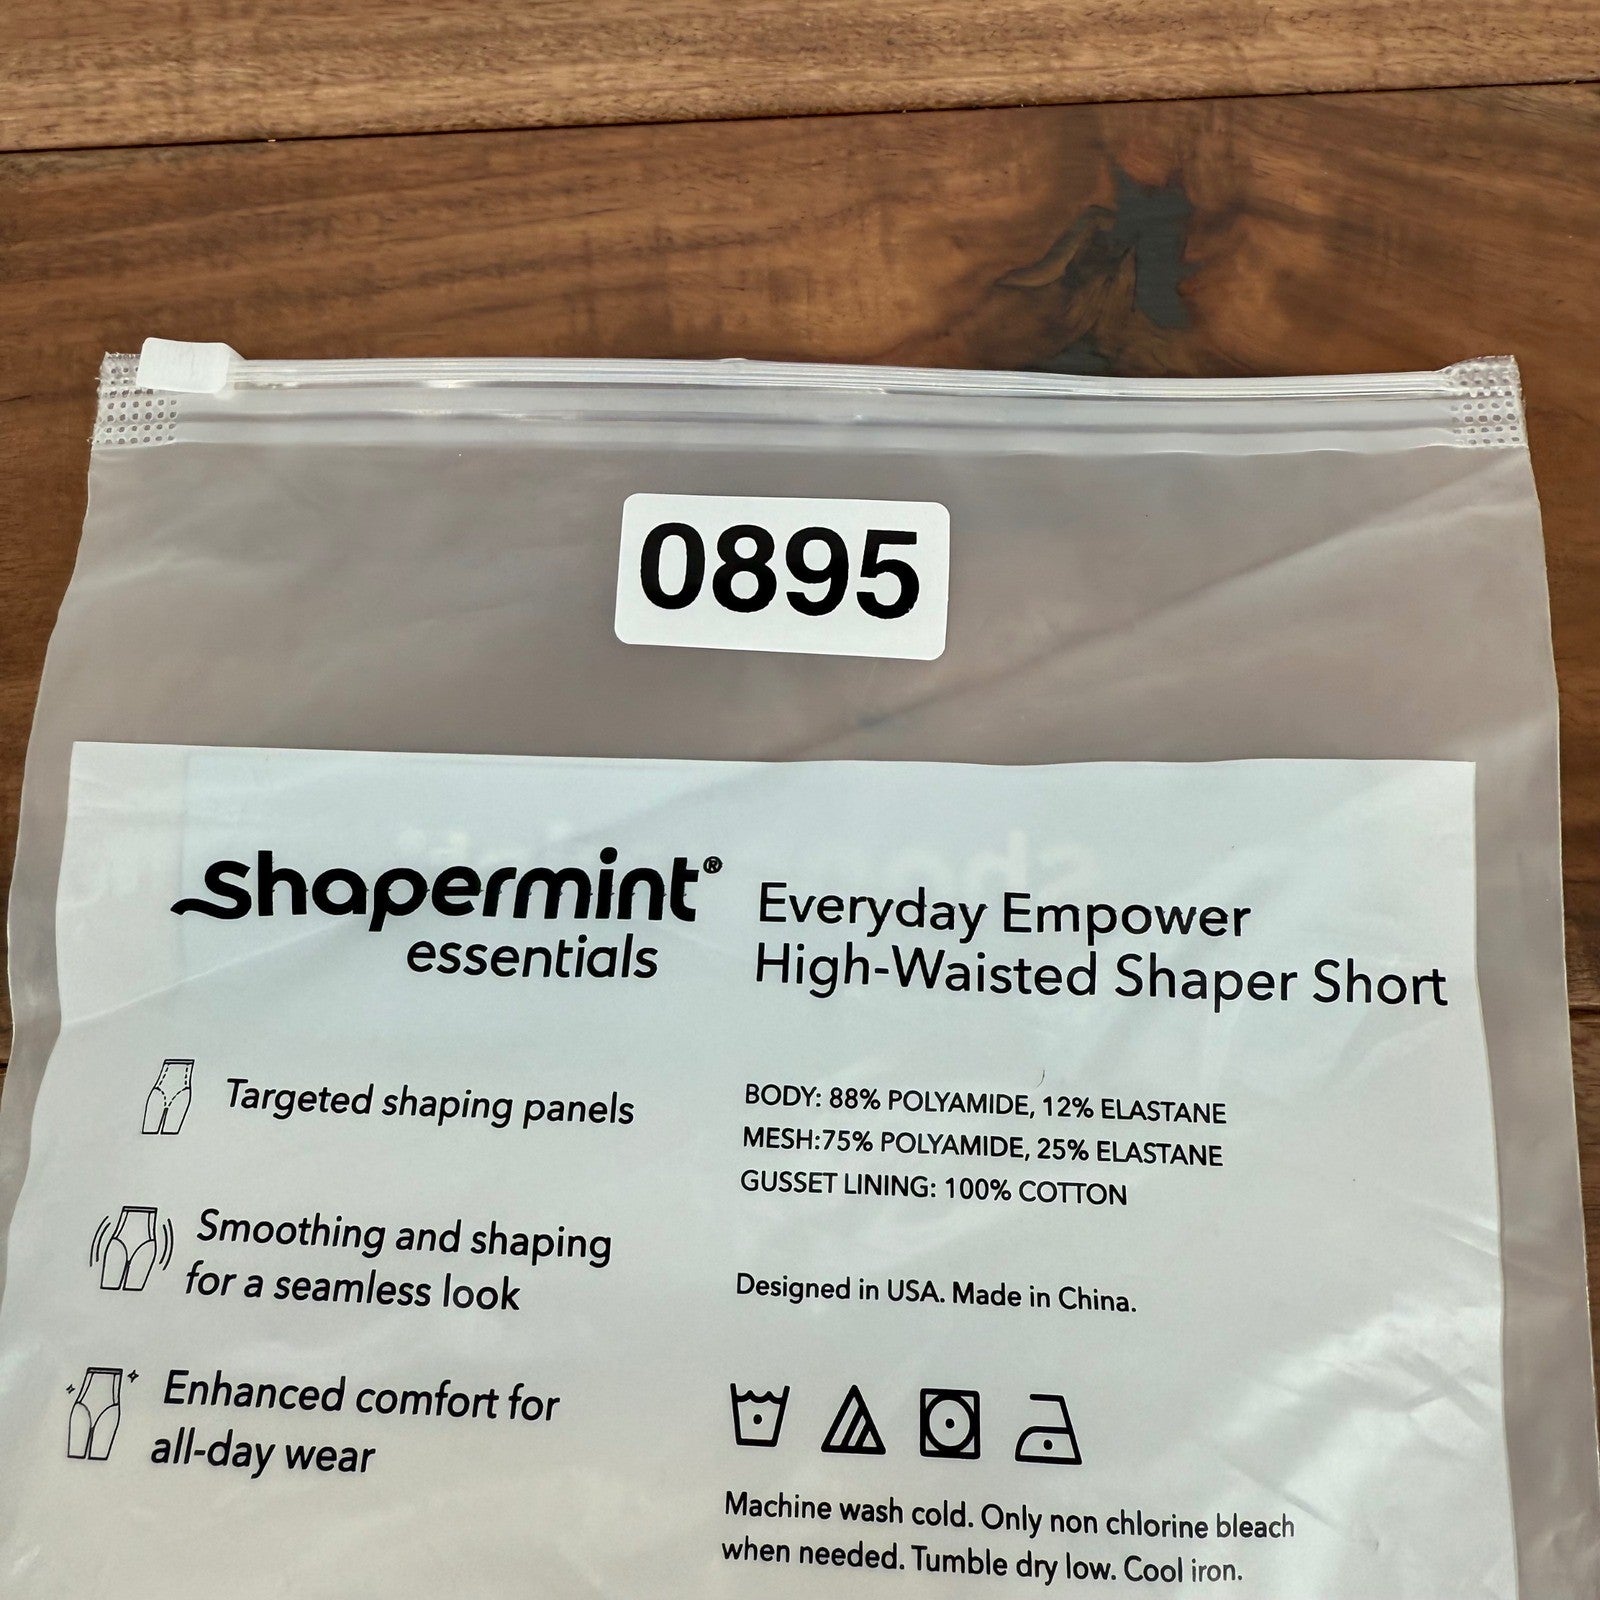 0895
shapermint®
essentials
Everyday Empower
High-Waisted Shaper Short
Targeted shaping panels
Smoothing and shaping
for a seamless look
Enhanced comfort for
all-day wear
BODY: 88% POLYAMIDE, 12% ELASTANE
MESH:75% POLYAMIDE, 25% ELASTANE
GUSSET LINING: 100% COTTON
Designed in USA. Made in China.
Machine wash cold. Only non chlorine bleach
when needed. Tumble dry low. Cool iron.